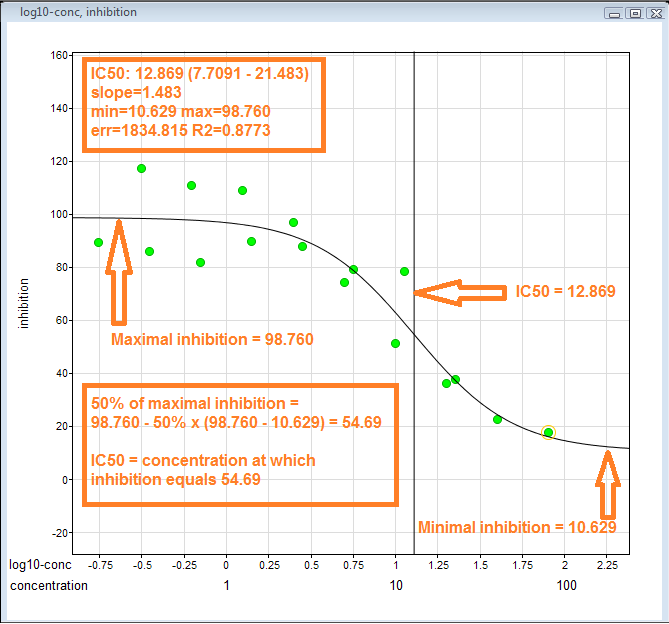 log10-conc, inhibition
160
IC50: 12.869 (7.7091 - 21.483)
slope=1.483
min=10.629 max=98.760
err=1834.815 R2=0.8773
140
120
100
80
60
40
20
0
-20
inhibition
IC50 = 12.869
Maximal inhibition = 98.760
50% of maximal inhibition =
98.760 - 50% x (98.760 - 10.629) = 54.69
IC50 = concentration at which
inhibition equals 54.69
Minimal inhibition = 10.629
log10-conc -0.75 -0.5 -0.25 0 0.25 0.5 0.75 1 1.25 1.5 1.75 2 2.25
concentration 1 10 100